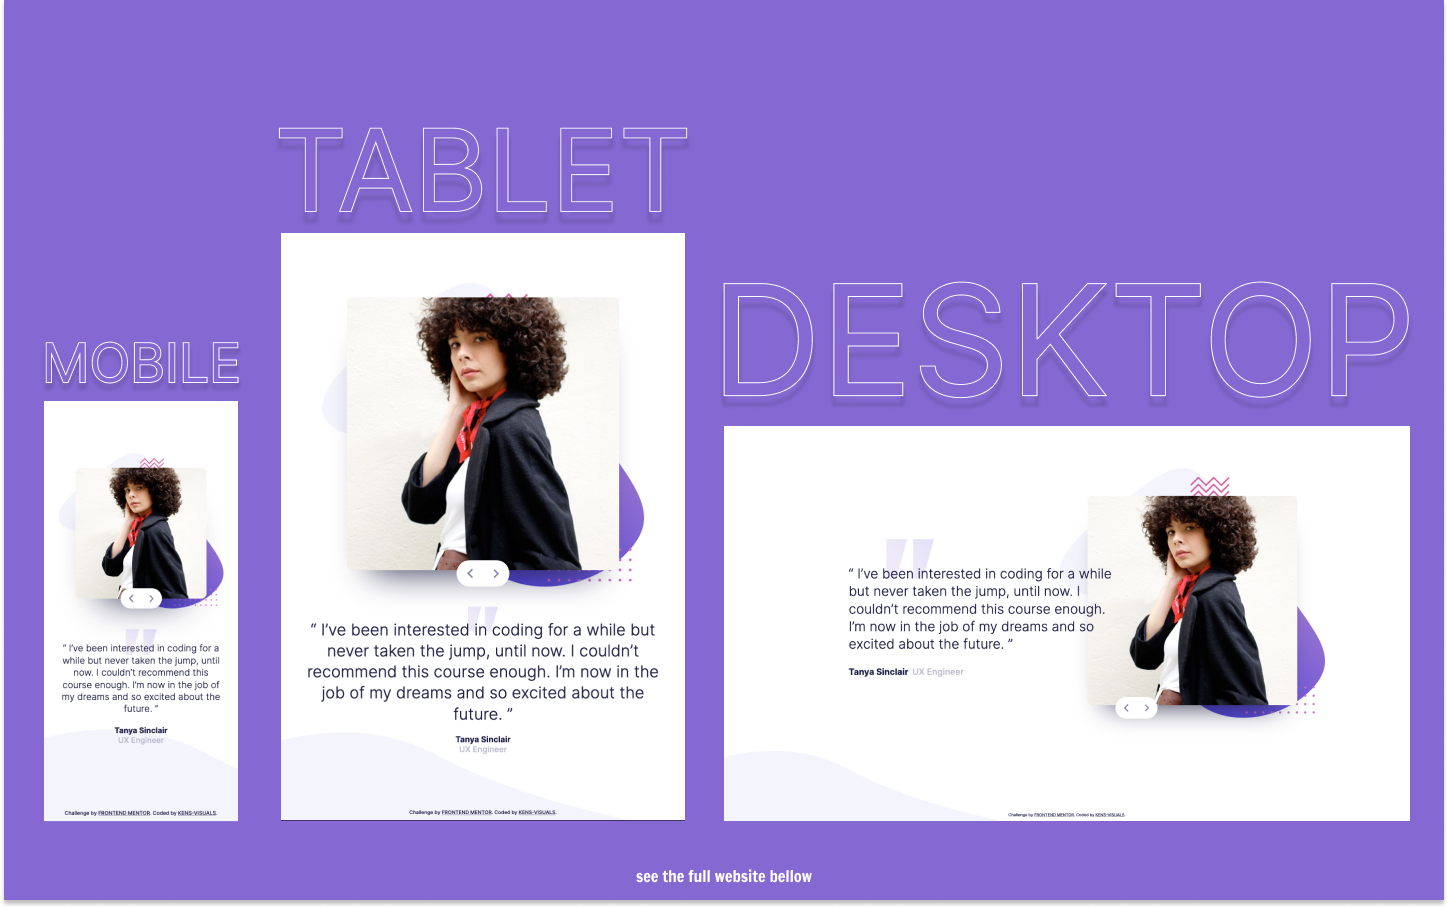 TABLET
DESKTOP
MOBILE
“ I’ve been interested in coding for a
while but never taken the jump, until
now. I couldn’t recommend this
course enough. I’m now in the job of
my dreams and so excited about the
future. ”
Tanya Sinclair
UX Engineer
Challenge by FRONTEND MENTOR. Coded by KENS-VISUALS.
“ I’ve been interested in coding for a while but
never taken the jump, until now. I couldn’t
recommend this course enough. I’m now in the
job of my dreams and so excited about the
future. ”
Tanya Sinclair
UX Engineer
Challenge by FRONTEND MENTOR. Coded by KENS-VISUALS.
“ I’ve been interested in coding for a while
but never taken the jump, until now. I
couldn’t recommend this course enough.
I’m now in the job of my dreams and so
excited about the future. ”
Tanya Sinclair UX Engineer
Challenge by FRONTEND MENTOR. Coded by KENS-VISUALS.
see the full website bellow